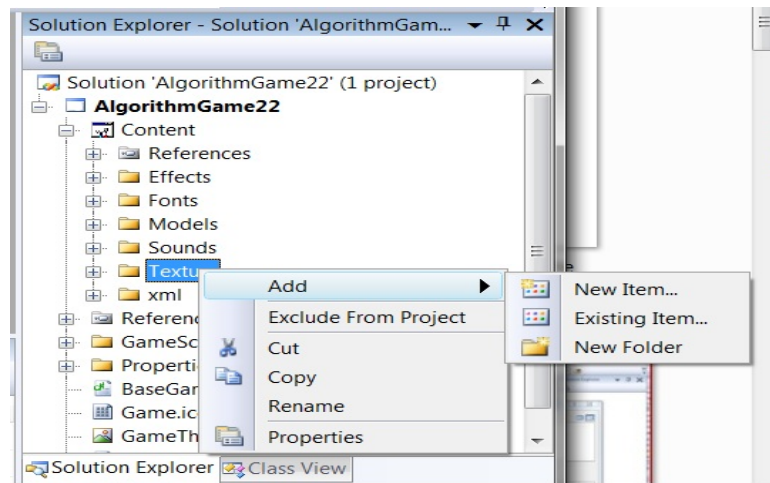 Solution Explorer - Solution 'AlgorithmGam...
Solution 'AlgorithmGame22' (1 project)
AlgorithmGame22
Content
References
Effects
Fonts
Models
Sounds
Textu
xml
Referen
GameSc
Properti
BaseGar
Game.ic
GameTh
Add
Exclude From Project
Cut
Copy
Rename
Properties
New Item...
Existing Item...
New Folder
Solution Explorer Class View